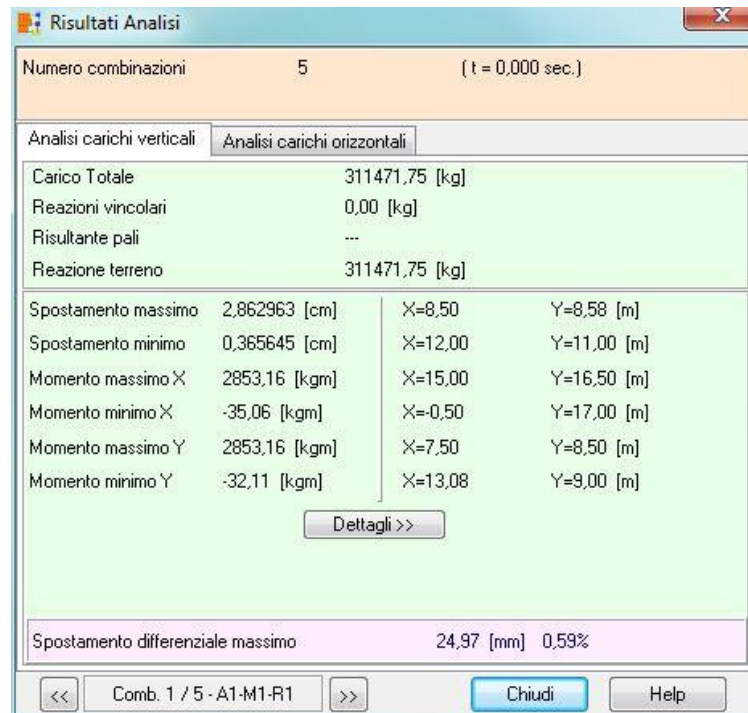 Risultati Analisi
Numero combinazioni 5 ( t = 0,000 sec.)
Analisi carichi verticali Analisi carichi orizzontali
Carico Totale 311471,75 [kg]
Reazioni vincolari 0,00 [kg]
Risultante pali ---
Reazione terreno 311471,75 [kg]
Spostamento massimo 2,862963 [cm] X=8,50 Y=8,58 [m]
Spostamento minimo 0,365645 [cm] X=12,00 Y=11,00 [m]
Momento massimo X 2853,16 [kgm] X=15,00 Y=16,50 [m]
Momento minimo X -35,06 [kgm] X=-0,50 Y=17,00 [m]
Momento massimo Y 2853,16 [kgm] X=7,50 Y=8,50 [m]
Momento minimo Y -32,11 [kgm] X=13,08 Y=9,00 [m]
Dettagli >>
Spostamento differenziale massimo 24,97 [mm] 0,59%
<< Comb. 1 / 5 - A1-M1-R1 >> Chiudi Help